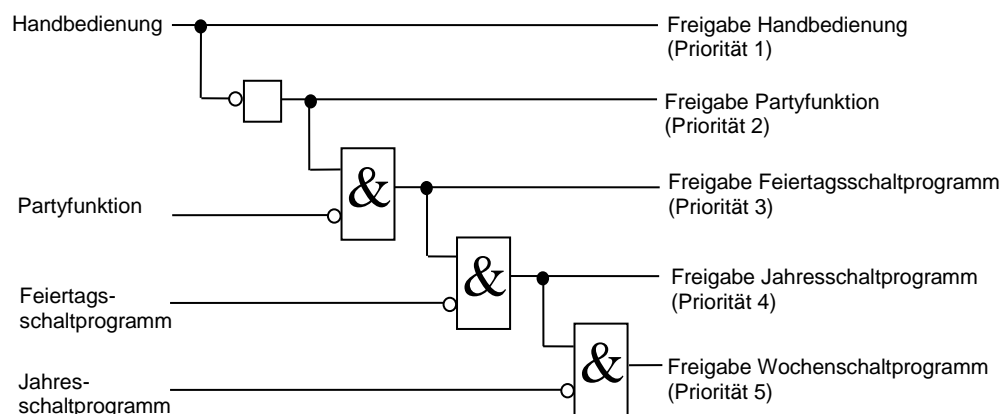 Handbedienung
Freigabe Handbedienung
(Priorität 1)
Freigabe Partyfunktion
(Priorität 2)
&
Freigabe Feiertagsschaltprogramm
(Priorität 3)
Partyfunktion
&
Freigabe Jahresschaltprogramm
(Priorität 4)
Feiertags-
schaltprogramm
&
Freigabe Wochenschaltprogramm
(Priorität 5)
Jahres-
schaltprogramm